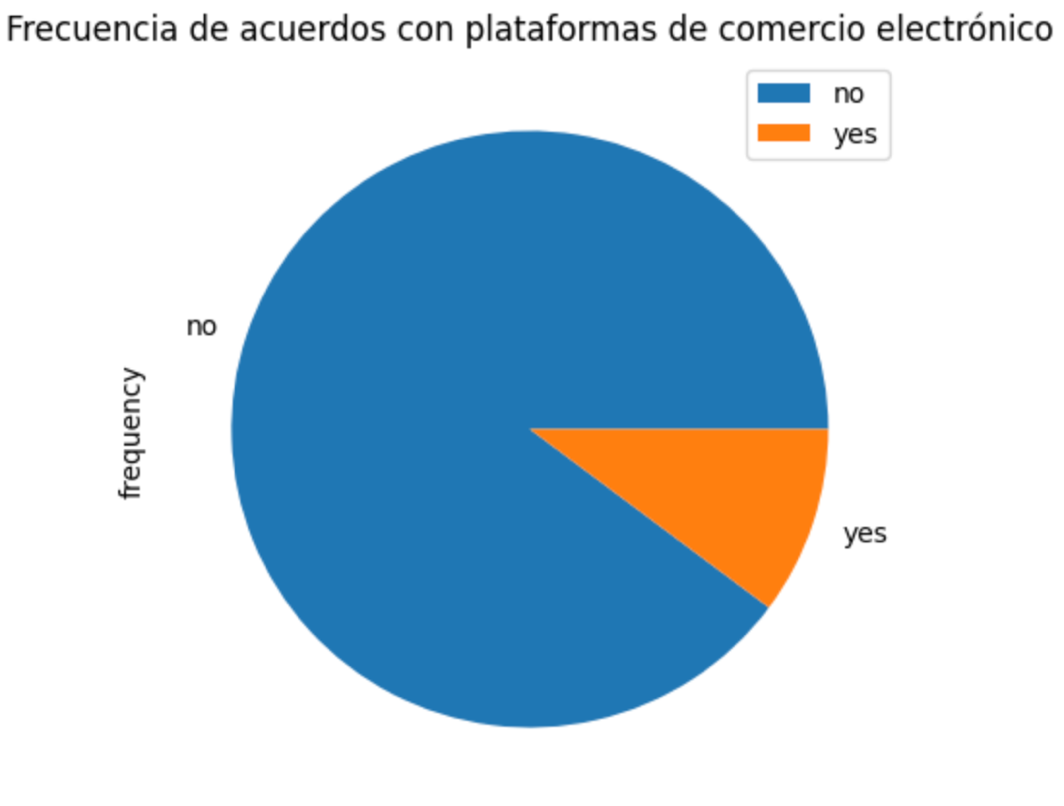 Frecuencia de acuerdos con plataformas de comercio electrónico
no
yes
no
frequency
yes